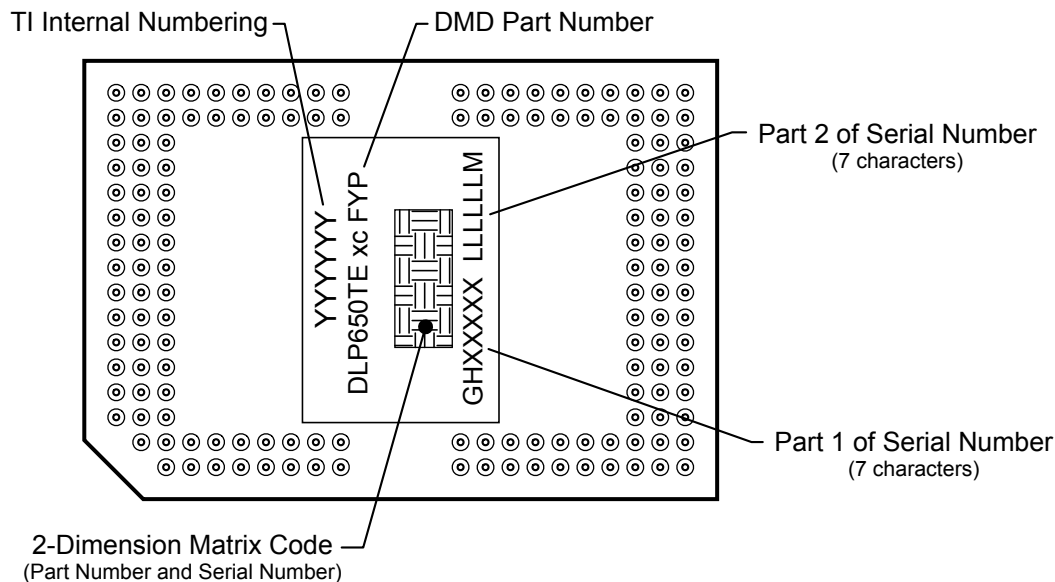 TI Internal Numbering
DMD Part Number
Part 2 of Serial Number
(7 characters)
YYYYYYY
DLP650TE xc FYP
GHXXXXX LLLLLLM
Part 1 of Serial Number
(7 characters)
2-Dimension Matrix Code
(Part Number and Serial Number)